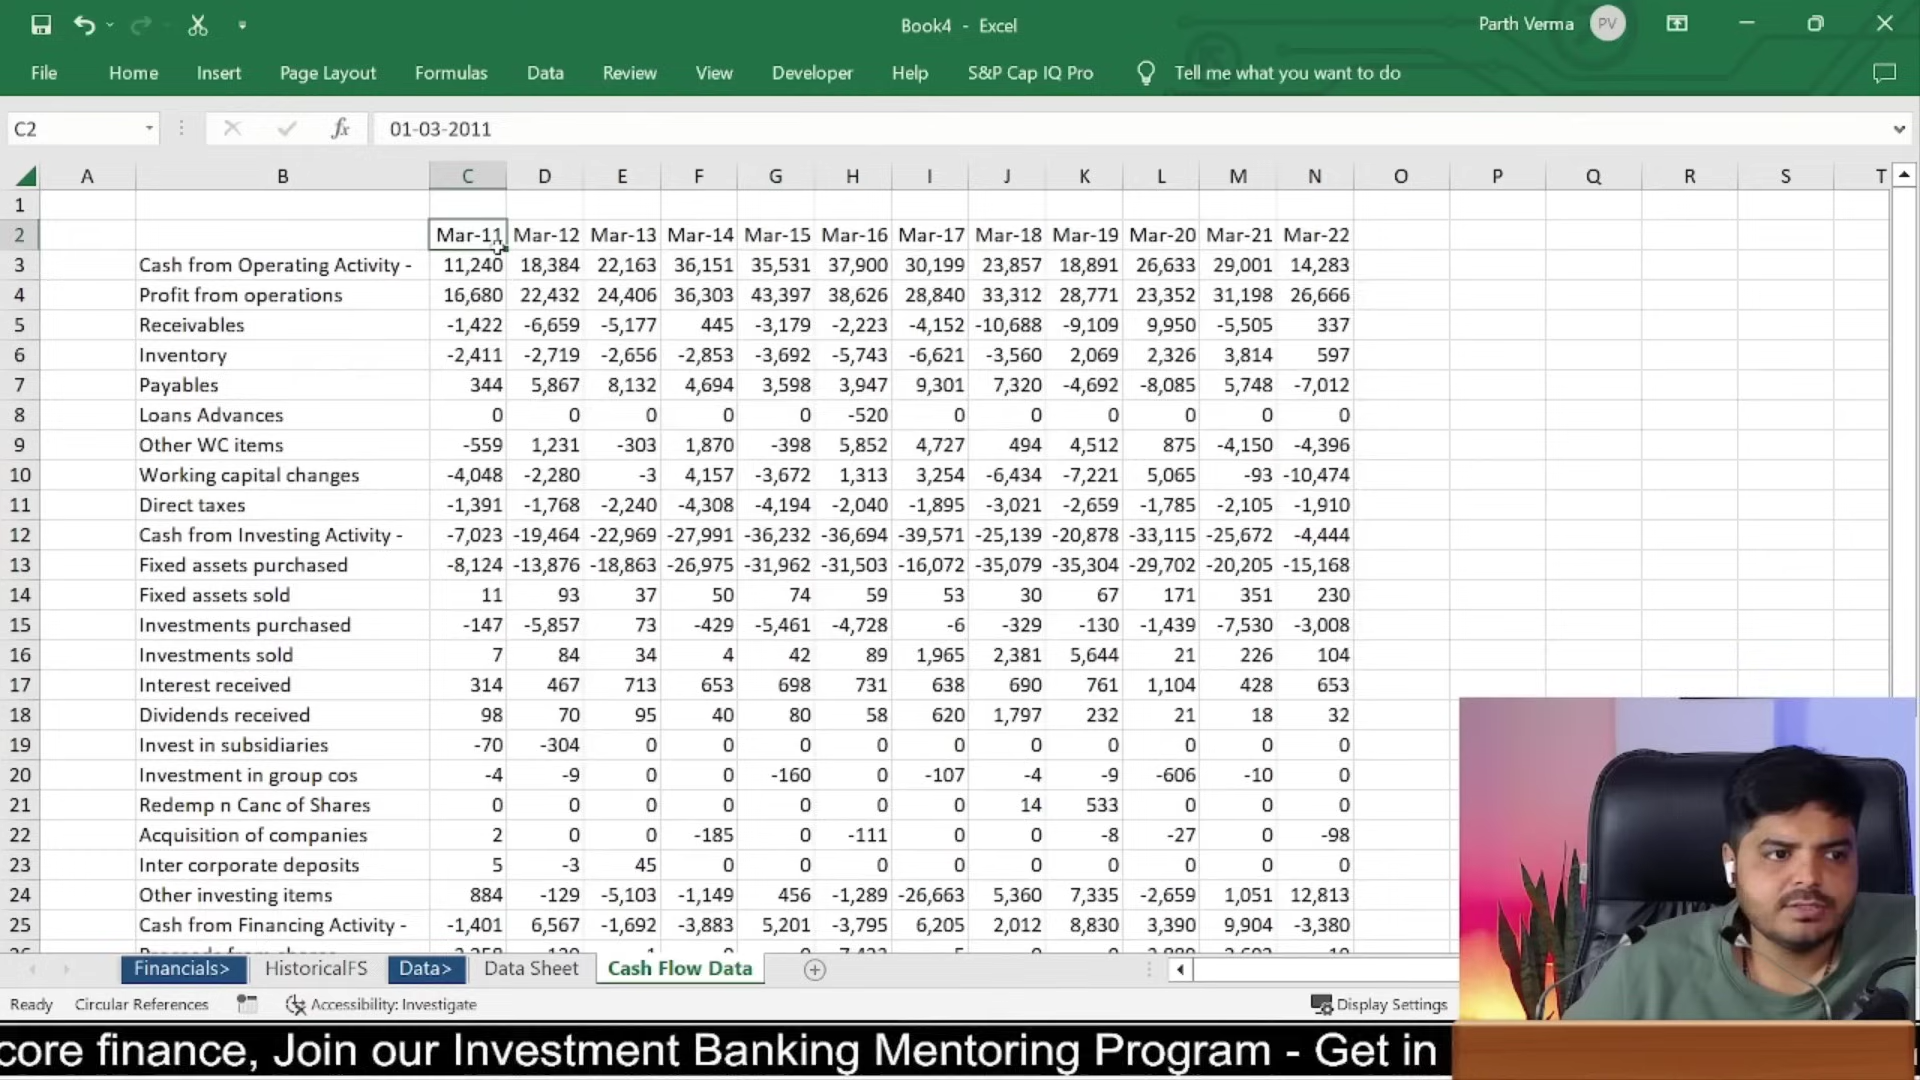 Book4 - Excel
Parth Verma PV
File Home Insert Page Layout Formulas Data Review View Developer Help S&P Cap IQ Pro Tell me what you want to do
C2 fx 01-03-2011
A B C D E F G H I J K L M N O P Q R S T
1
2 Mar-11 Mar-12 Mar-13 Mar-14 Mar-15 Mar-16 Mar-17 Mar-18 Mar-19 Mar-20 Mar-21 Mar-22
3 Cash from Operating Activity - 11,240 18,384 22,163 36,151 35,531 37,900 30,199 23,857 18,891 26,633 29,001 14,283
4 Profit from operations 16,680 22,432 24,406 36,303 43,397 38,626 28,840 33,312 28,771 23,352 31,198 26,666
5 Receivables -1,422 -6,659 -5,177 445 -3,179 -2,223 -4,152 -10,688 -9,109 9,950 -5,505 337
6 Inventory -2,411 -2,719 -2,656 -2,853 -3,692 -5,743 -6,621 -3,560 2,069 2,326 3,814 597
7 Payables 344 5,867 8,132 4,694 3,598 3,947 9,301 7,320 -4,692 -8,085 5,748 -7,012
8 Loans Advances 0 0 0 0 0 -520 0 0 0 0 0 0
9 Other WC items -559 1,231 -303 1,870 -398 5,852 4,727 494 4,512 875 -4,150 -4,396
10 Working capital changes -4,048 -2,280 -3 4,157 -3,672 1,313 3,254 -6,434 -7,221 5,065 -93 -10,474
11 Direct taxes -1,391 -1,768 -2,240 -4,308 -4,194 -2,040 -1,895 -3,021 -2,659 -1,785 -2,105 -1,910
12 Cash from Investing Activity - -7,023 -19,464 -22,969 -27,991 -36,232 -36,694 -39,571 -25,139 -20,878 -33,115 -25,672 -4,444
13 Fixed assets purchased -8,124 -13,876 -18,863 -26,975 -31,962 -31,503 -16,072 -35,079 -35,304 -29,702 -20,205 -15,168
14 Fixed assets sold 11 93 37 50 74 59 53 30 67 171 351 230
15 Investments purchased -147 -5,857 73 -429 -5,461 -4,728 -6 -329 -130 -1,439 -7,530 -3,008
16 Investments sold 7 84 34 4 42 89 1,965 2,381 5,644 21 226 104
17 Interest received 314 467 713 653 698 731 638 690 761 1,104 428 653
18 Dividends received 98 70 95 40 80 58 620 1,797 232 21 18 32
19 Invest in subsidiaries -70 -304 0 0 0 0 0 0 0 0 0 0
20 Investment in group cos -4 -9 0 0 -160 0 -107 -4 -9 -606 -10 0
21 Redemp n Canc of Shares 0 0 0 0 0 0 0 14 533 0 0 0
22 Acquisition of companies 2 0 0 -185 0 -111 0 0 -8 -27 0 -98
23 Inter corporate deposits 5 -3 45 0 0 0 0 0 0 0 0 0
24 Other investing items 884 -129 -5,103 -1,149 456 -1,289 -26,663 5,360 7,335 -2,659 1,051 12,813
25 Cash from Financing Activity - -1,401 6,567 -1,692 -3,883 5,201 -3,795 6,205 2,012 8,830 3,390 9,904 -3,380
Financials> HistoricalFS Data> Data Sheet Cash Flow Data
Ready Circular References Accessibility: Investigate Display Settings
core finance, Join our Investment Banking Mentoring Program - Get in